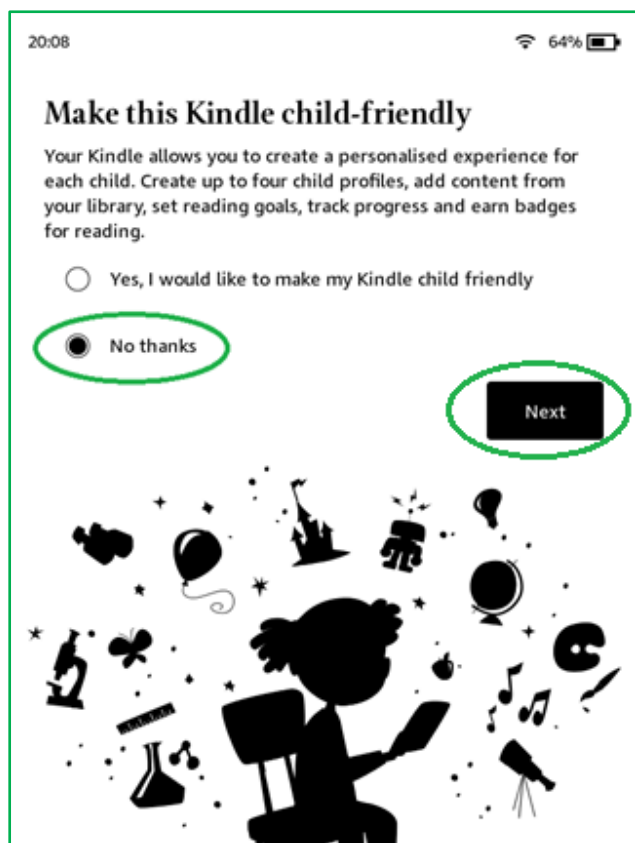 20:08 64%
Make this Kindle child-friendly
Your Kindle allows you to create a personalised experience for
each child. Create up to four child profiles, add content from
your library, set reading goals, track progress and earn badges
for reading.
Yes, I would like to make my Kindle child friendly
No thanks
Next